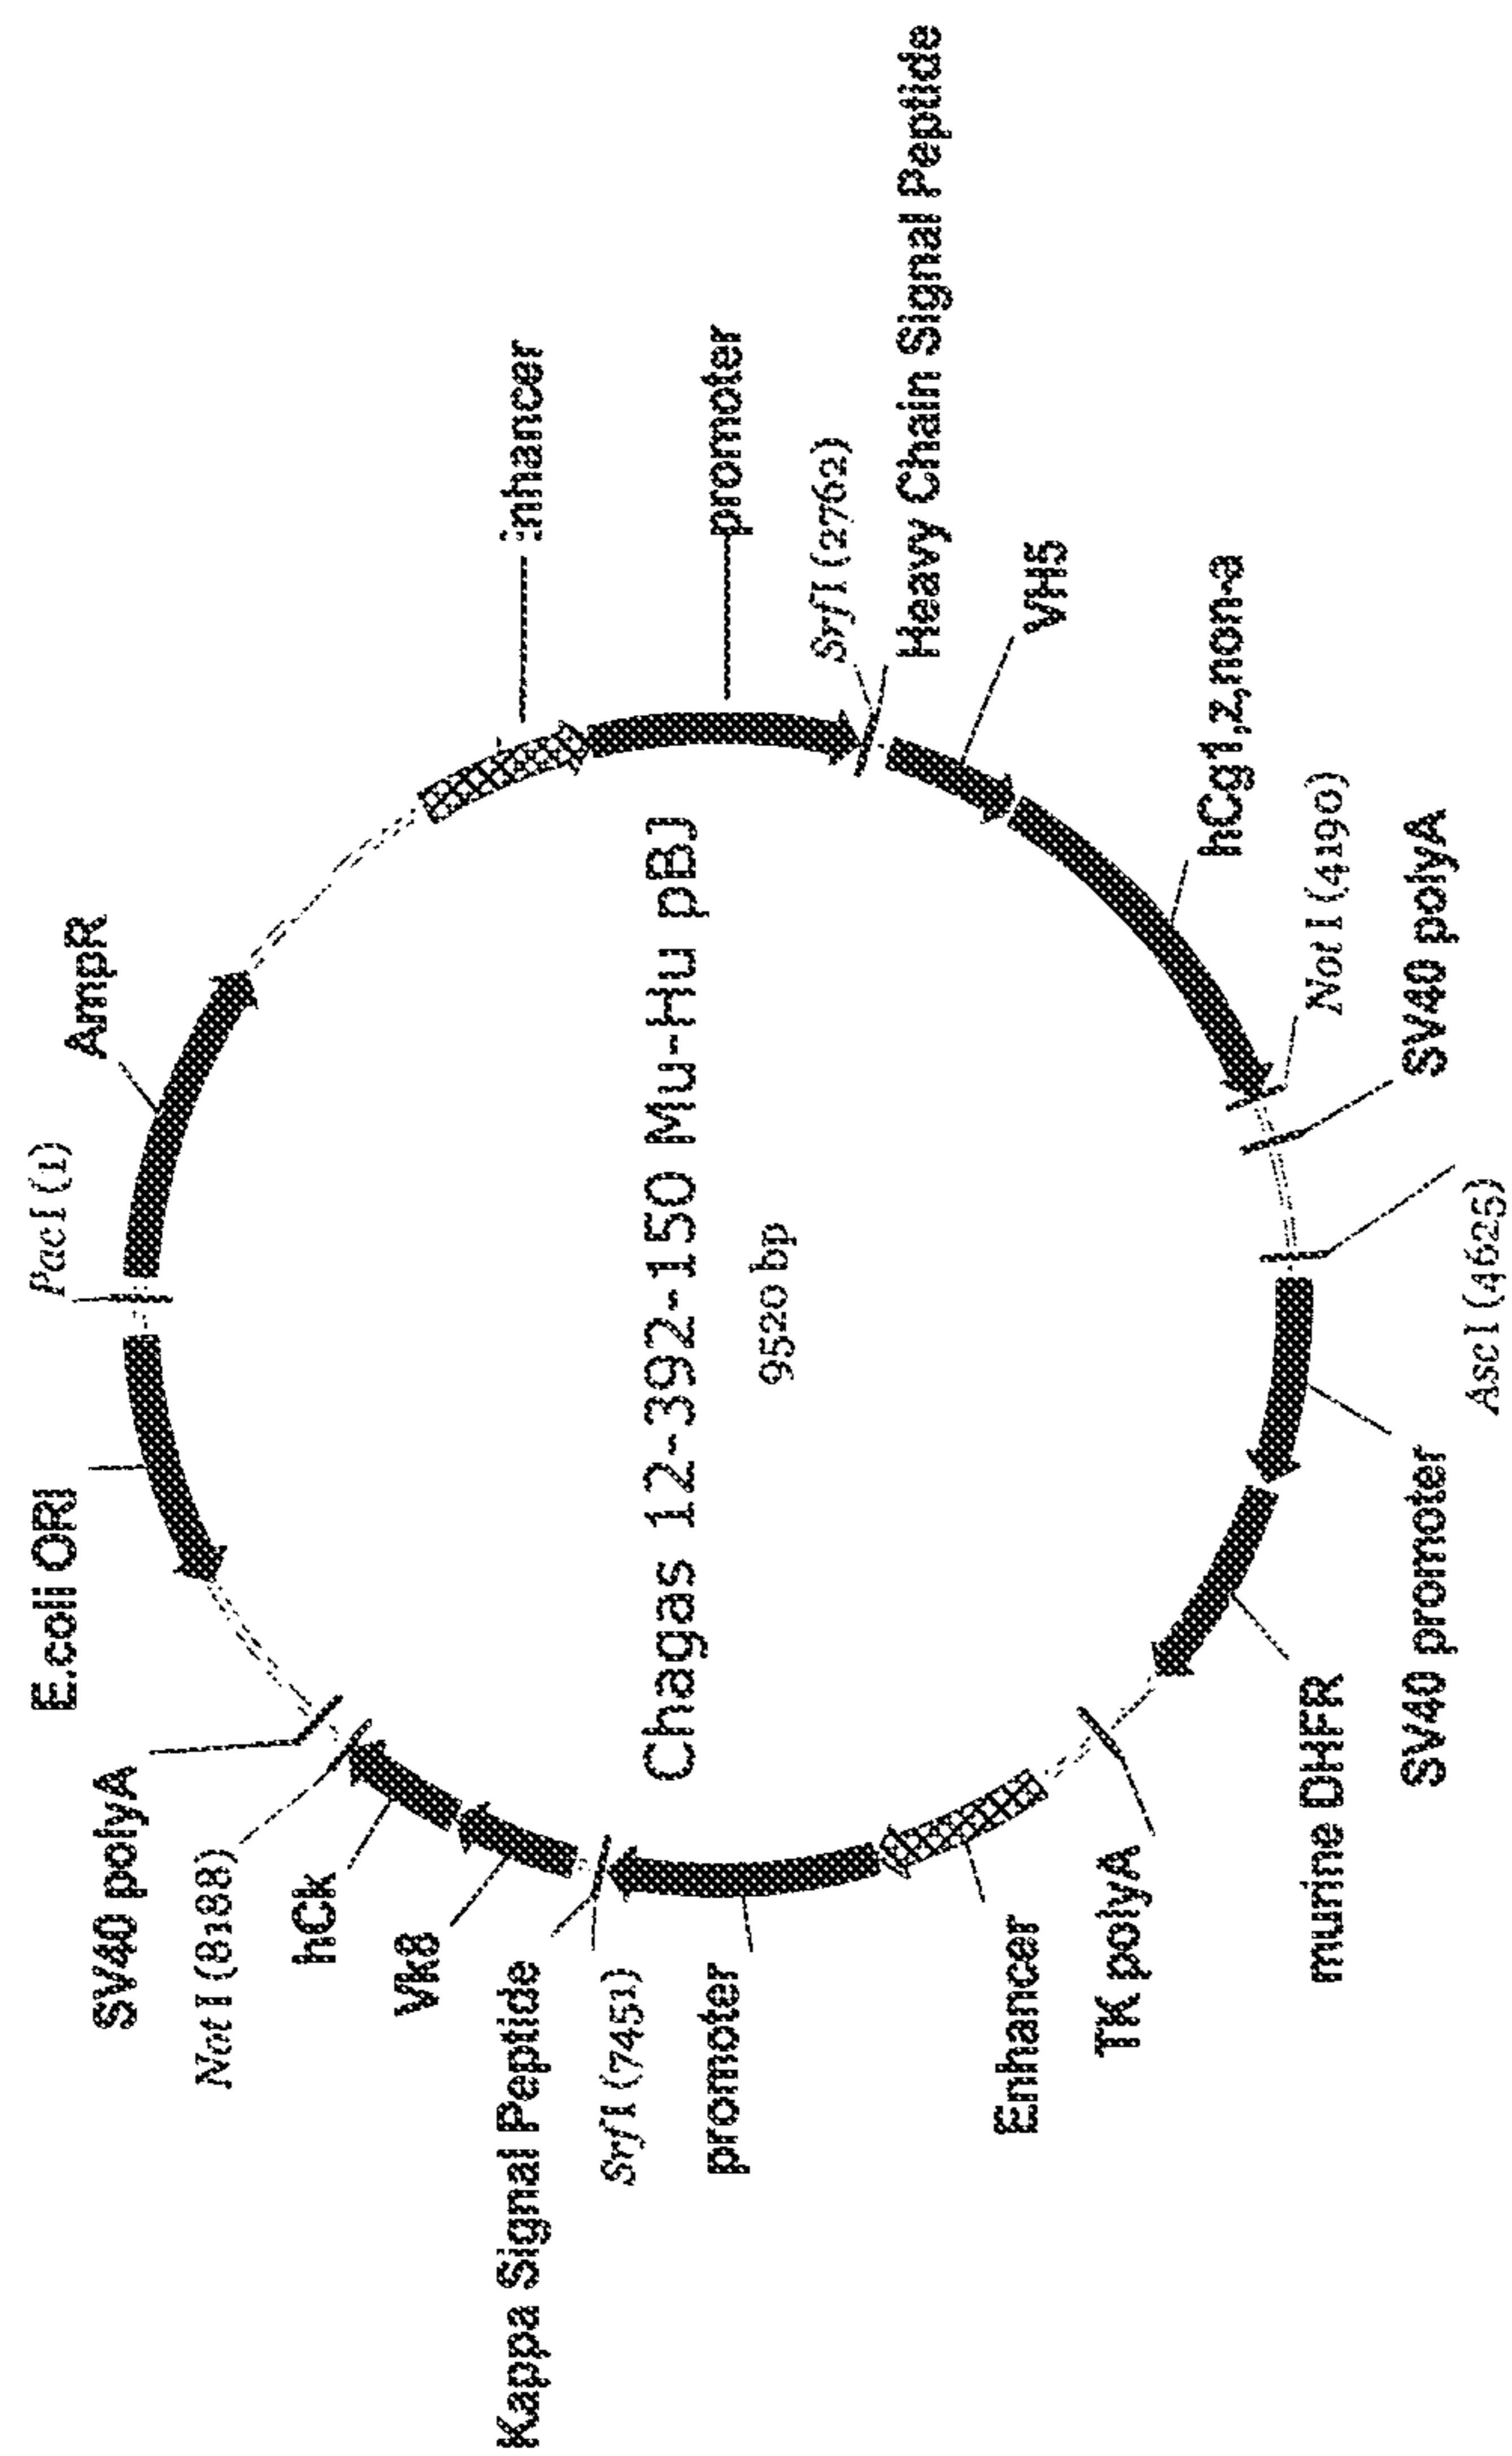 Chagas 12-392-150 Mu-Hu pBJ
9520 bp
PacI (1)
AmpR
:nhancer
promoter
SrfI (2762)
Heavy Chain Signal Peptide
VH5
hCg1,z,non-a
NotI (4190)
SV40 polyA
AscI (4625)
SV40 promoter
murine DHFR
TK polyA
Enhancer
promoter
SrfI (7451)
Kappa Signal Peptide
Vk8
hCk
NotI (8188)
SV40 polyA
E.coli ORI